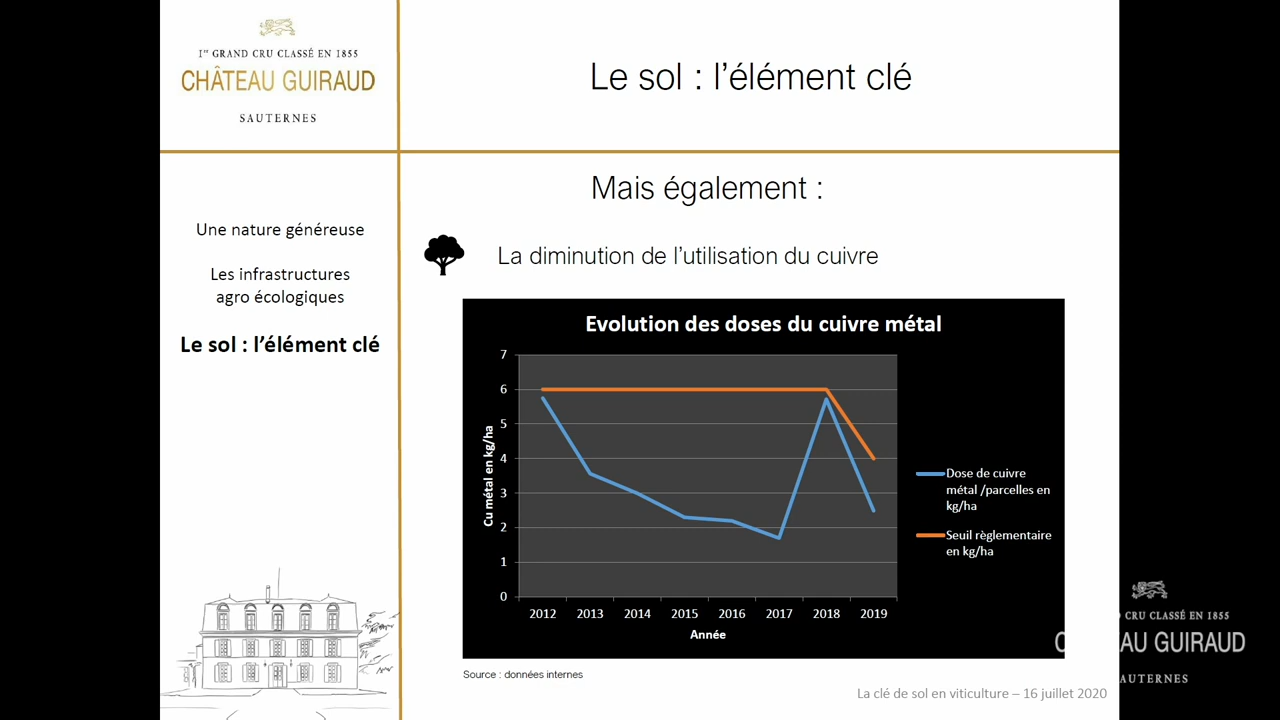 1er GRAND CRU CLASSÉ EN 1855
CHÂTEAU GUIRAUD
SAUTERNES
Le sol : l’élément clé
Une nature généreuse
Les infrastructures
agro écologiques
Le sol : l’élément clé
Mais également :
La diminution de l’utilisation du cuivre
Evolution des doses du cuivre métal
Cu métal en kg/ha
7
6
5
4
3
2
1
0
2012 2013 2014 2015 2016 2017 2018 2019
Année
Dose de cuivre
métal /parcelles en
kg/ha
Seuil règlementaire
en kg/ha
Source : données internes
La clé de sol en viticulture – 16 juillet 2020
CRU CLASSÉ EN 1855
AU GUIRAUD
AUTERNES